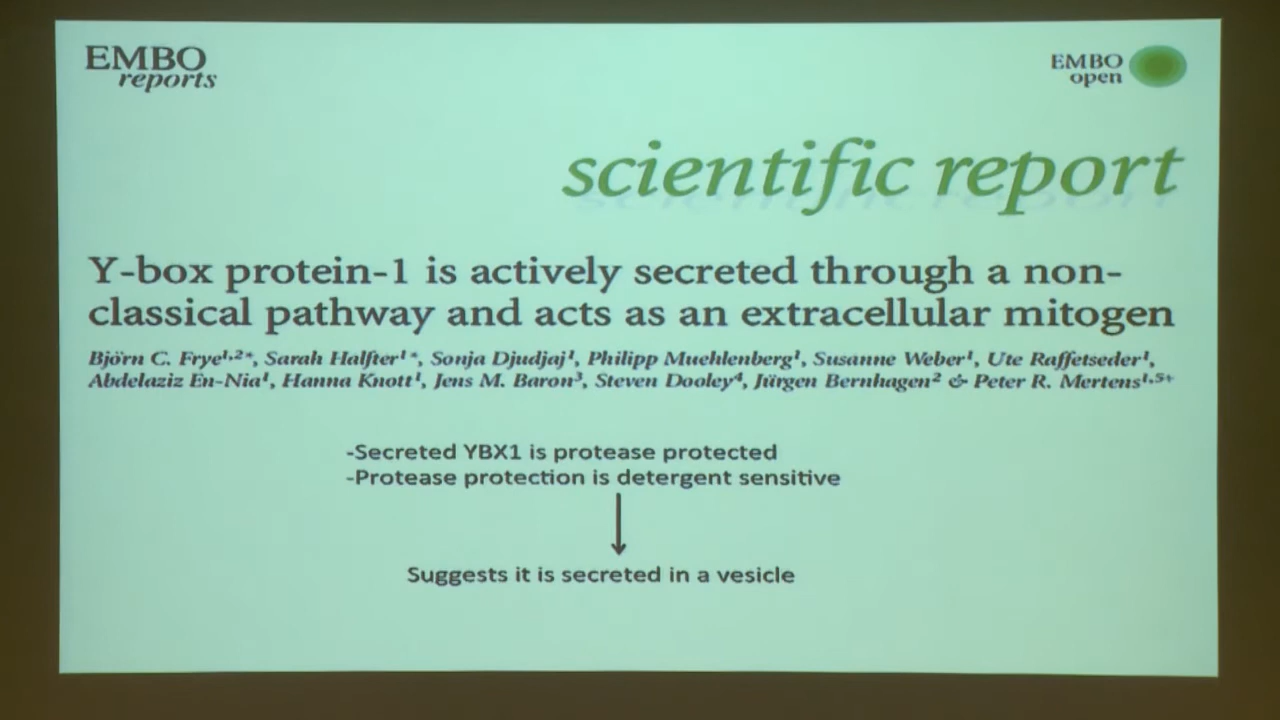 EMBO
reports
EMBO
open
scientific report
Y-box protein-1 is actively secreted through a non-
classical pathway and acts as an extracellular mitogen
Björn C. Frye¹,²*, Sarah Halfter¹*, Sonja Djudjaj¹, Philipp Muehlenberg¹, Susanne Weber¹, Ute Raffetseder¹,
Abdelaziz En-Nia¹, Hanna Knott¹, Jens M. Baron³, Steven Dooley⁴, Jürgen Bernhagen² & Peter R. Mertens¹,⁵⁺
-Secreted YBX1 is protease protected
-Protease protection is detergent sensitive
Suggests it is secreted in a vesicle